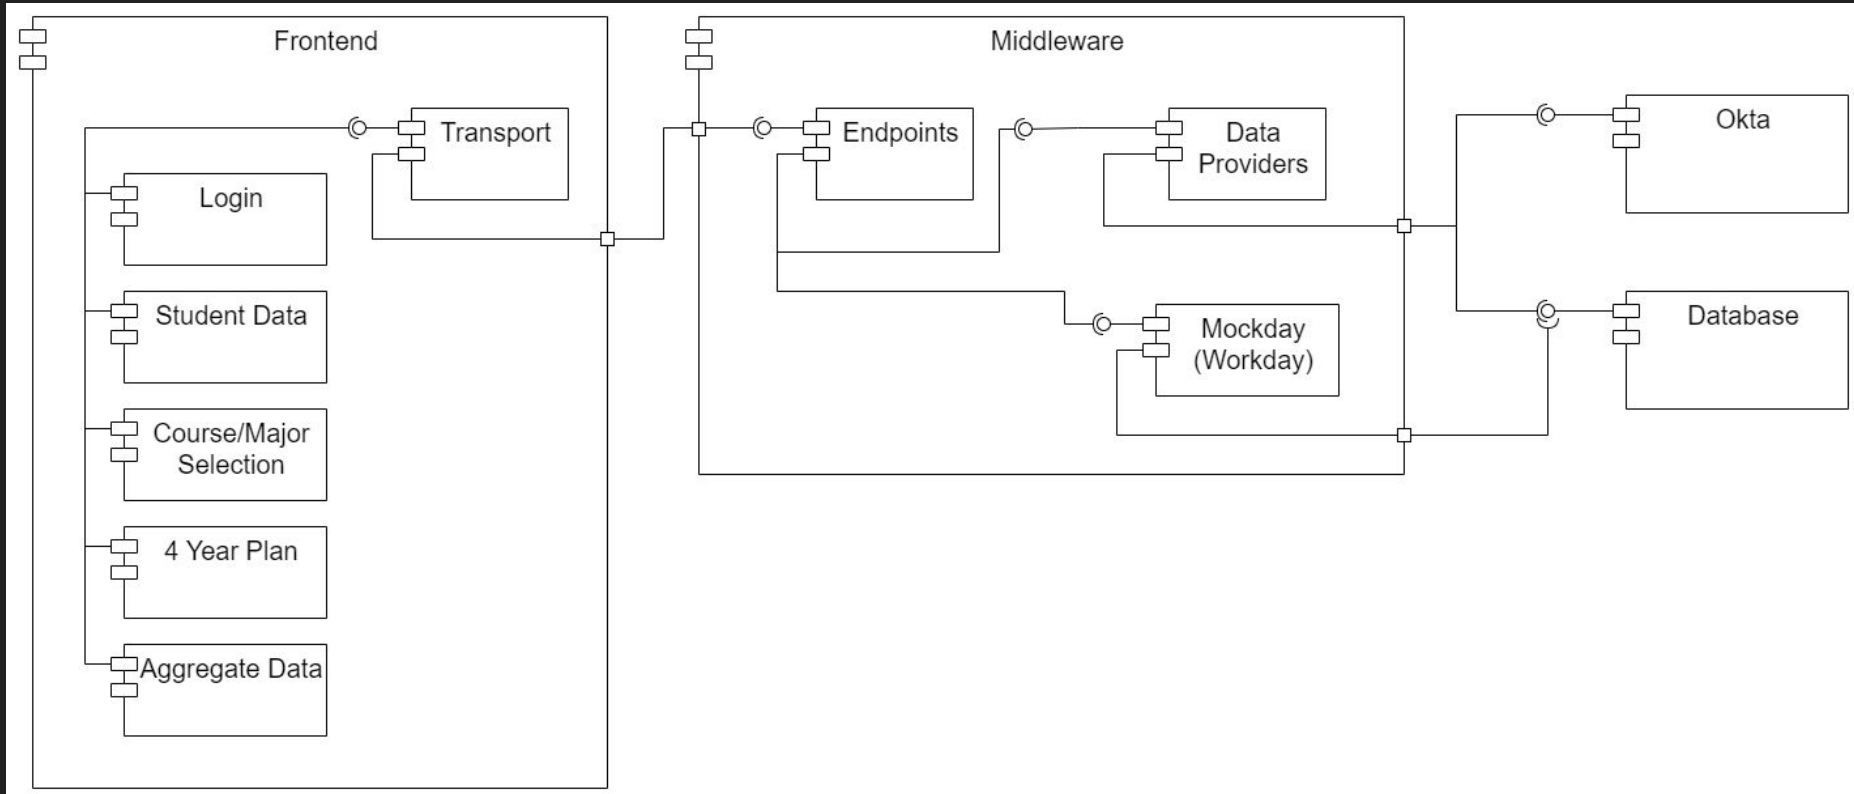 Frontend
Transport
Login
Student Data
Course/Major
Selection
4 Year Plan
Aggregate Data
Middleware
Endpoints
Data
Providers
Mockday
(Workday)
Okta
Database